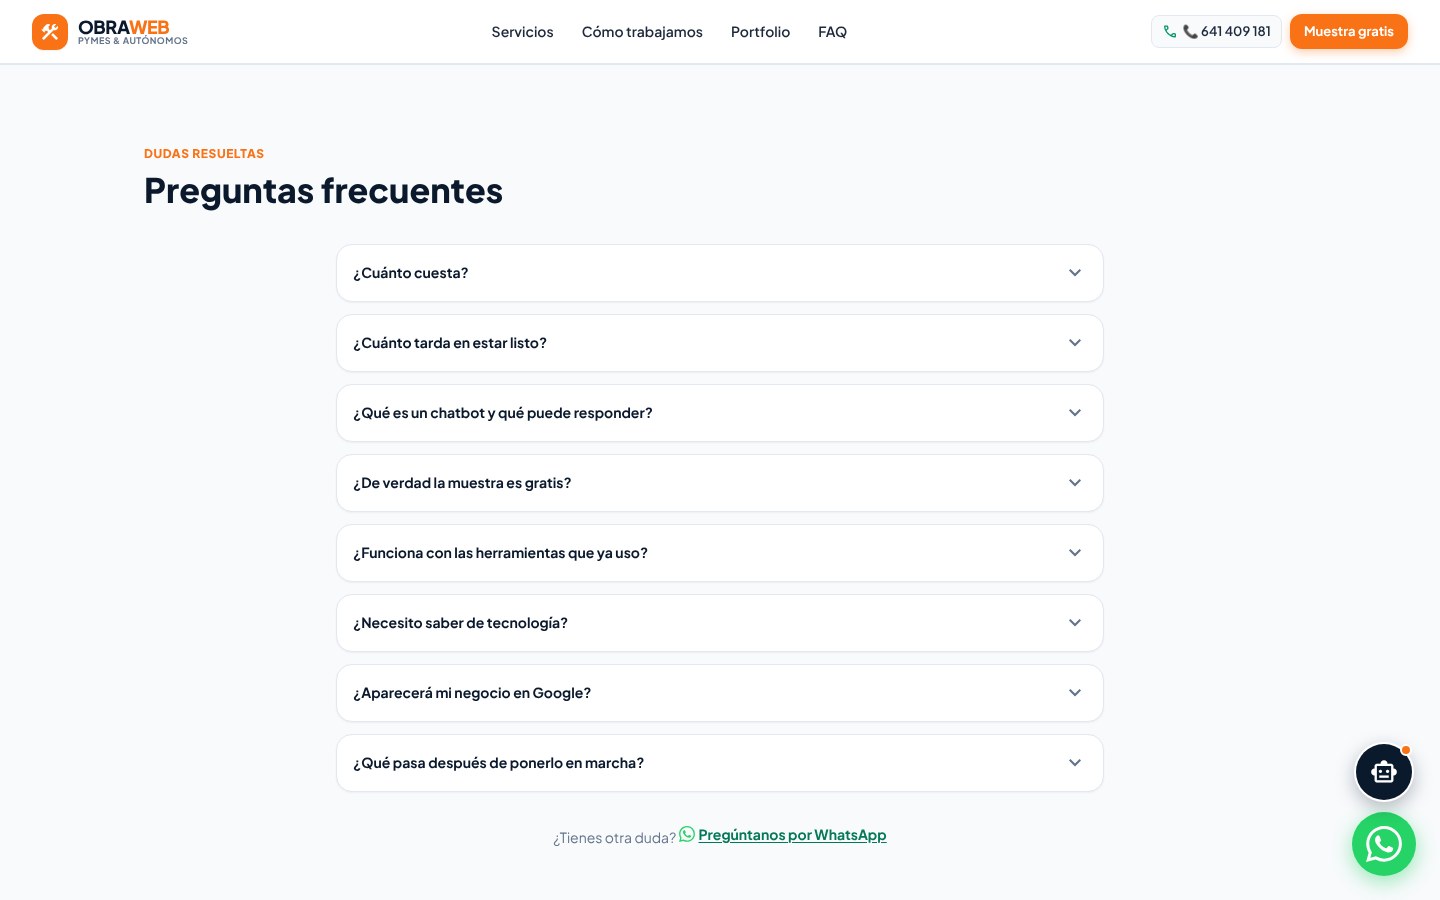 OBRAWEB
PYMES & AUTÓNOMOS
Servicios
Cómo trabajamos
Portfolio
FAQ
📞 641 409 181
Muestra gratis
DUDAS RESUELTAS
Preguntas frecuentes
¿Cuánto cuesta?
¿Cuánto tarda en estar listo?
¿Qué es un chatbot y qué puede responder?
¿De verdad la muestra es gratis?
¿Funciona con las herramientas que ya uso?
¿Necesito saber de tecnología?
¿Aparecerá mi negocio en Google?
¿Qué pasa después de ponerlo en marcha?
¿Tienes otra duda? Pregúntanos por WhatsApp